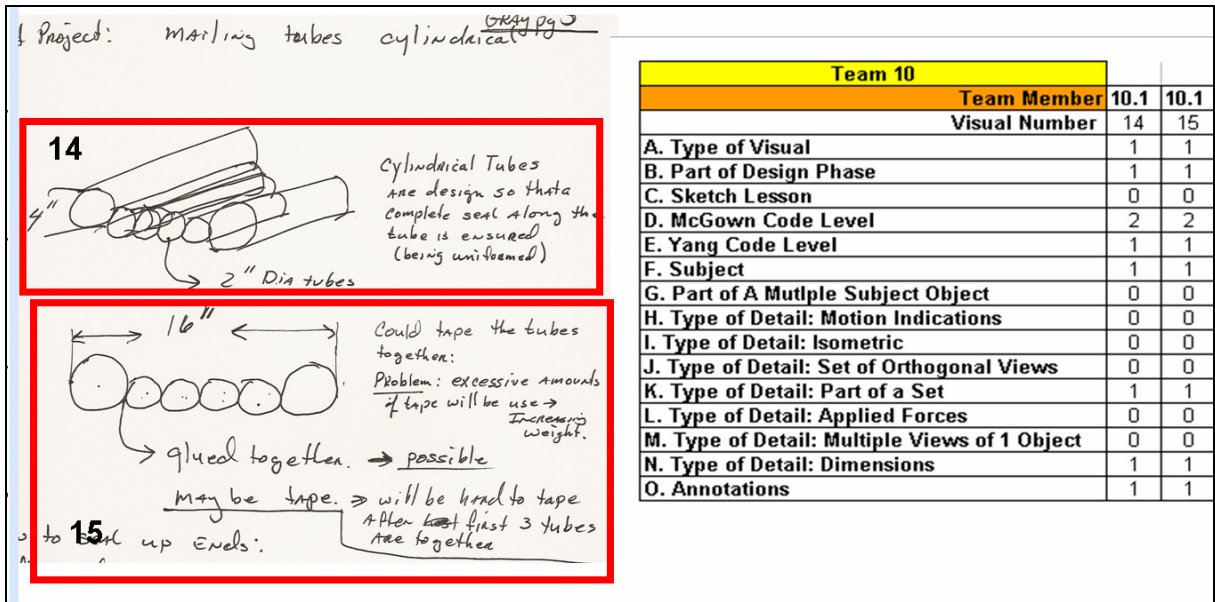 Project: MAiling tubes cylindrical
GRAY pg
14
4"
2" Dia tubes
Cylindrical Tubes
Are design so thata
complete seal Along the
tube is ensured
(being uniformed)
16"
Could tape the tubes
together:
Problem: excessive Amounts
if tape will be use →
Increasing
weight.
→ glued together. → possible
MAy be tape. ⇒ will be hard to tape
After first 3 tubes
Are together
15
to up Ends:
Team 10
Team Member 10.1 10.1
Visual Number 14 15
A. Type of Visual 1 1
B. Part of Design Phase 1 1
C. Sketch Lesson 0 0
D. McGown Code Level 2 2
E. Yang Code Level 1 1
F. Subject 1 1
G. Part of A Mutlple Subject Object 0 0
H. Type of Detail: Motion Indications 0 0
I. Type of Detail: Isometric 0 0
J. Type of Detail: Set of Orthogonal Views 0 0
K. Type of Detail: Part of a Set 1 1
L. Type of Detail: Applied Forces 0 0
M. Type of Detail: Multiple Views of 1 Object 0 0
N. Type of Detail: Dimensions 1 1
O. Annotations 1 1